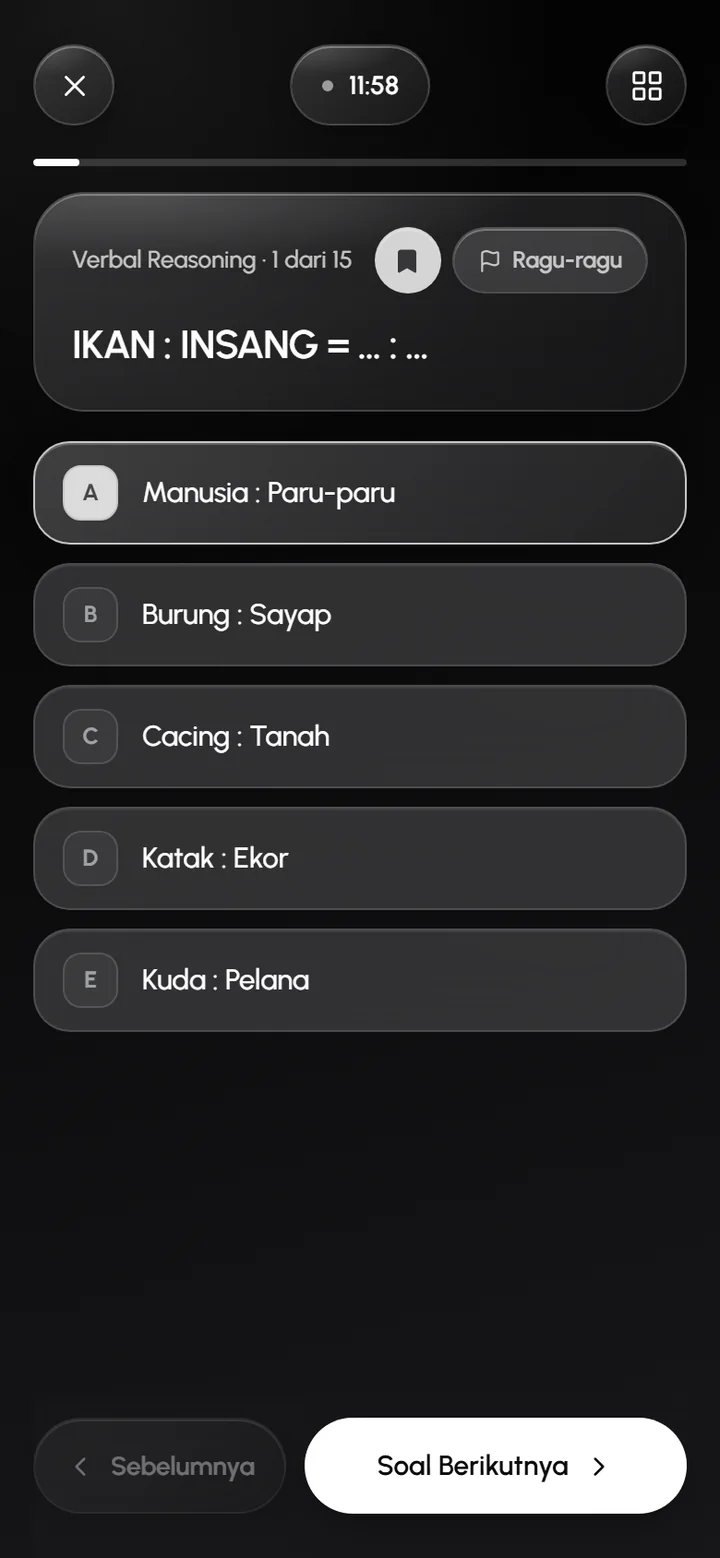 11:58
Verbal Reasoning · 1 dari 15
Ragu-ragu
IKAN : INSANG = ... : ...
A Manusia : Paru-paru
B Burung : Sayap
C Cacing : Tanah
D Katak : Ekor
E Kuda : Pelana
Sebelumnya
Soal Berikutnya